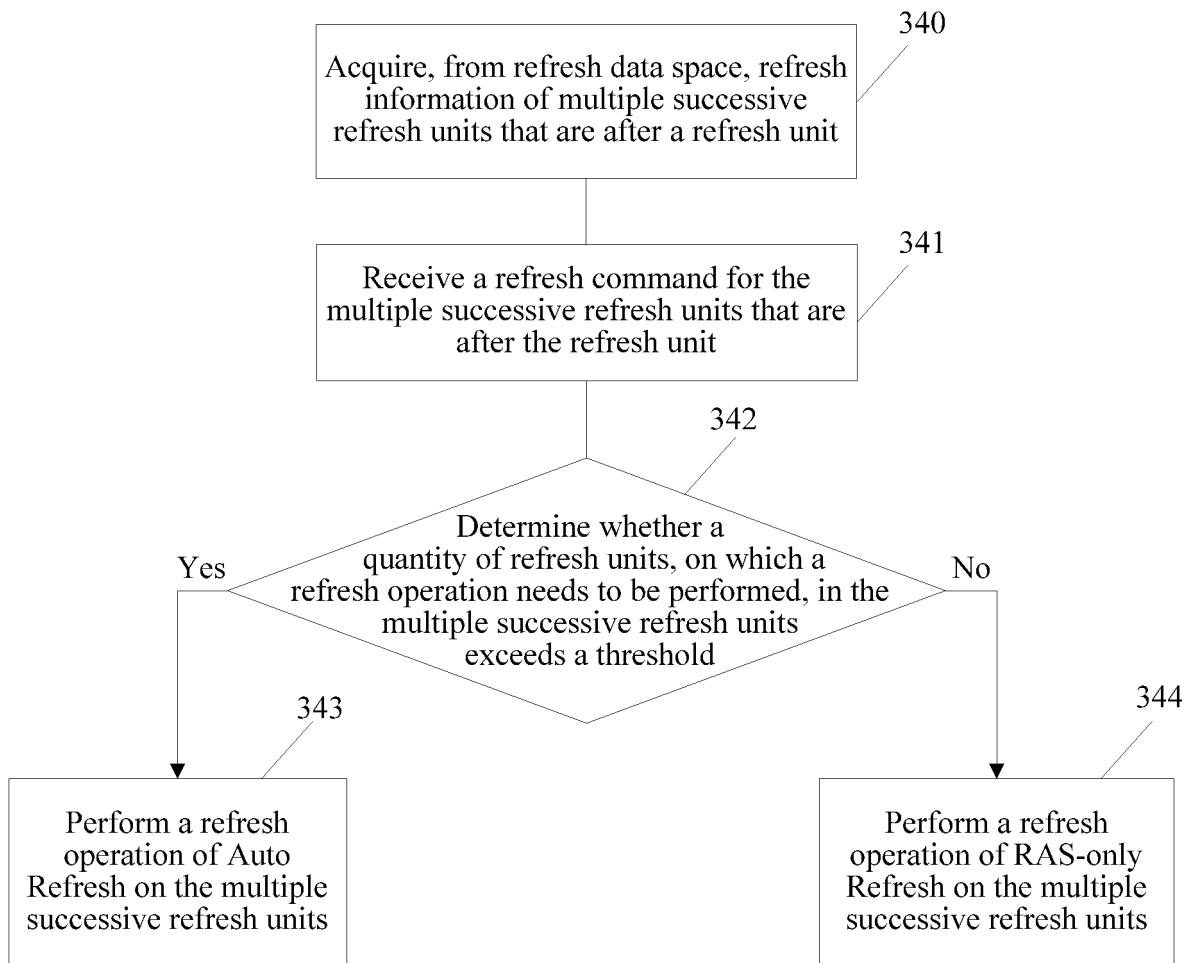 340
Acquire, from refresh data space, refresh
information of multiple successive
refresh units that are after a refresh unit
341
Receive a refresh command for the
multiple successive refresh units that are
after the refresh unit
342
Determine whether a
quantity of refresh units, on which a
refresh operation needs to be performed, in the
multiple successive refresh units
exceeds a threshold
Yes
No
343
Perform a refresh
operation of Auto
Refresh on the multiple
successive refresh units
344
Perform a refresh
operation of RAS-only
Refresh on the multiple
successive refresh units